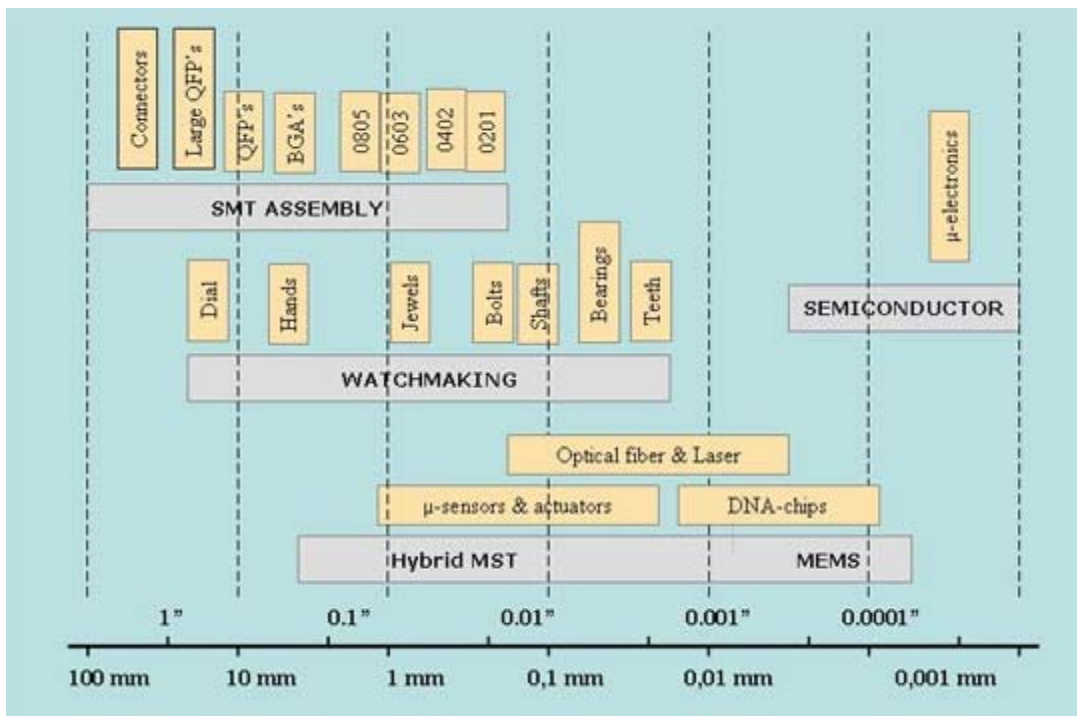 Connectors
Large QFP's
QFP's
BGA's
0805
0603
0402
0201
μ-electronics
SMT ASSEMBLY
Dial
Hands
Jewels
Bolts
Shafts
Bearings
Teeth
SEMICONDUCTOR
WATCHMAKING
Optical fiber & Laser
μ-sensors & actuators
DNA-chips
Hybrid MST
MEMS
1” 0.1” 0.01” 0.001” 0.0001”
100 mm 10 mm 1 mm 0,1 mm 0,01 mm 0,001 mm